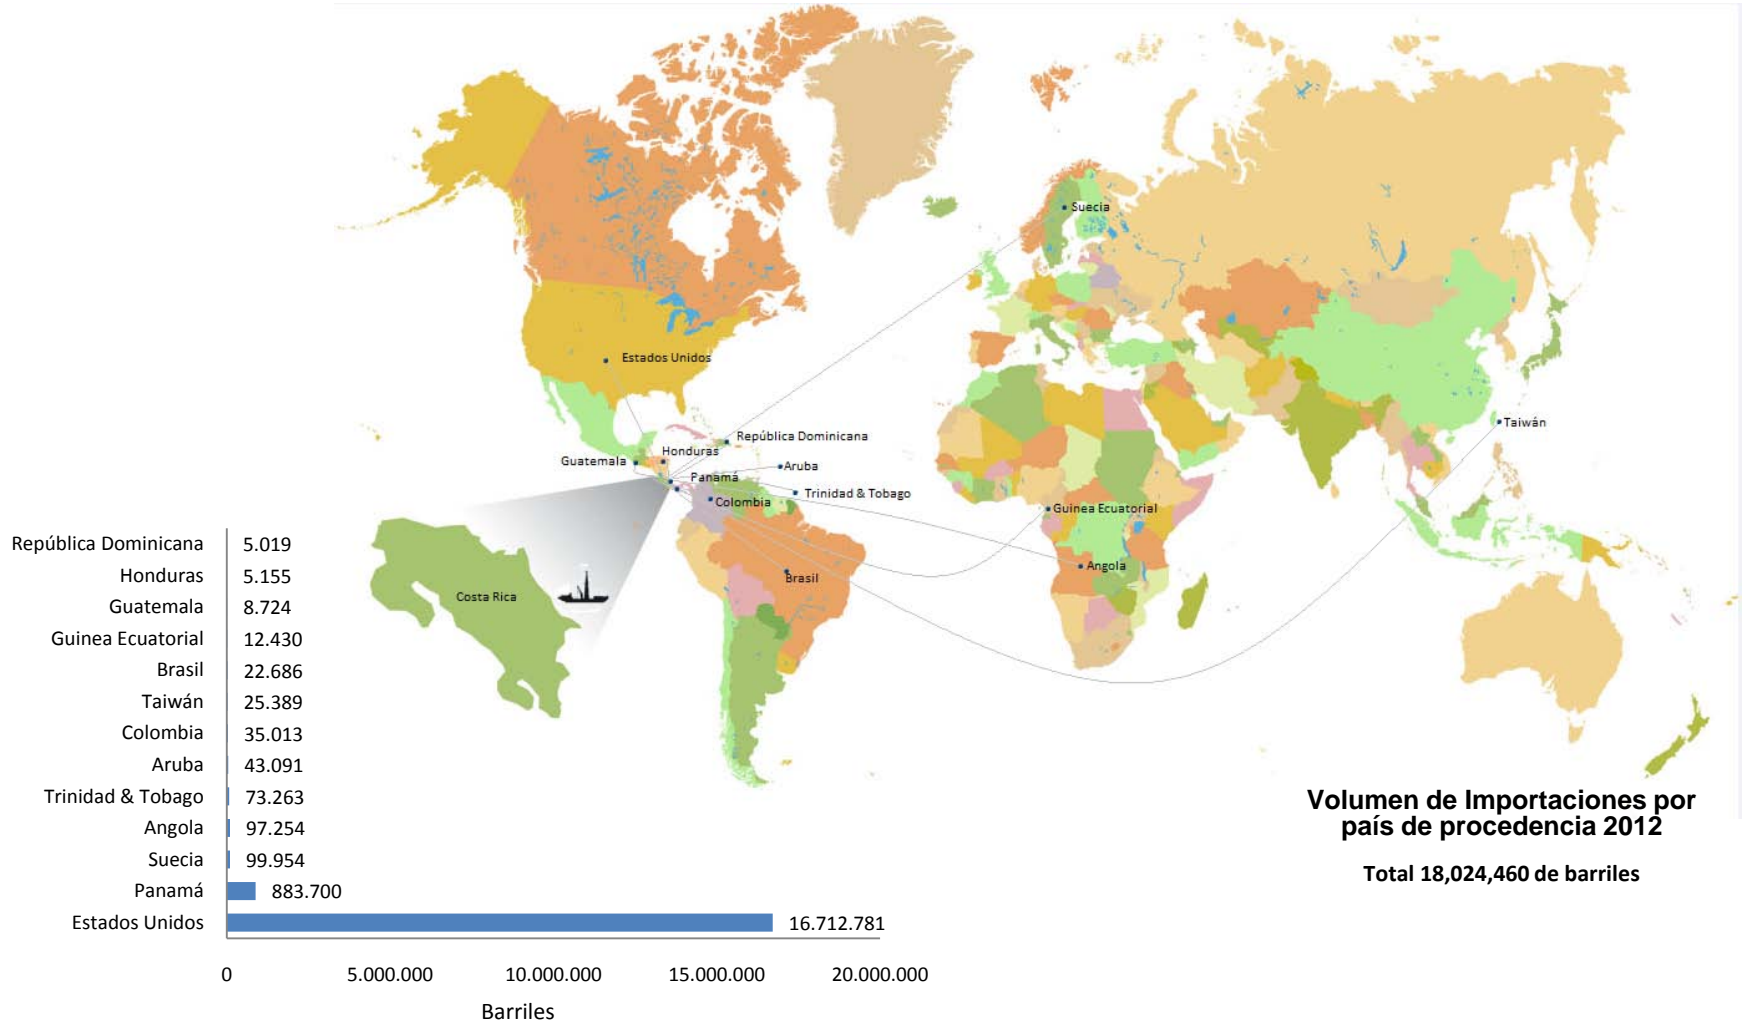 Suecia
Estados Unidos
Taiwán
República Dominicana
Honduras
Guatemala
Aruba
Panamá
Trinidad & Tobago
Colombia
Guinea Ecuatorial
Angola
Brasil
Costa Rica
República Dominicana 5.019
Honduras 5.155
Guatemala 8.724
Guinea Ecuatorial 12.430
Brasil 22.686
Taiwán 25.389
Colombia 35.013
Aruba 43.091
Trinidad & Tobago 73.263
Angola 97.254
Suecia 99.954
Panamá 883.700
Estados Unidos 16.712.781
0 5.000.000 10.000.000 15.000.000 20.000.000
Barriles
Volumen de Importaciones por
país de procedencia 2012
Total 18,024,460 de barriles